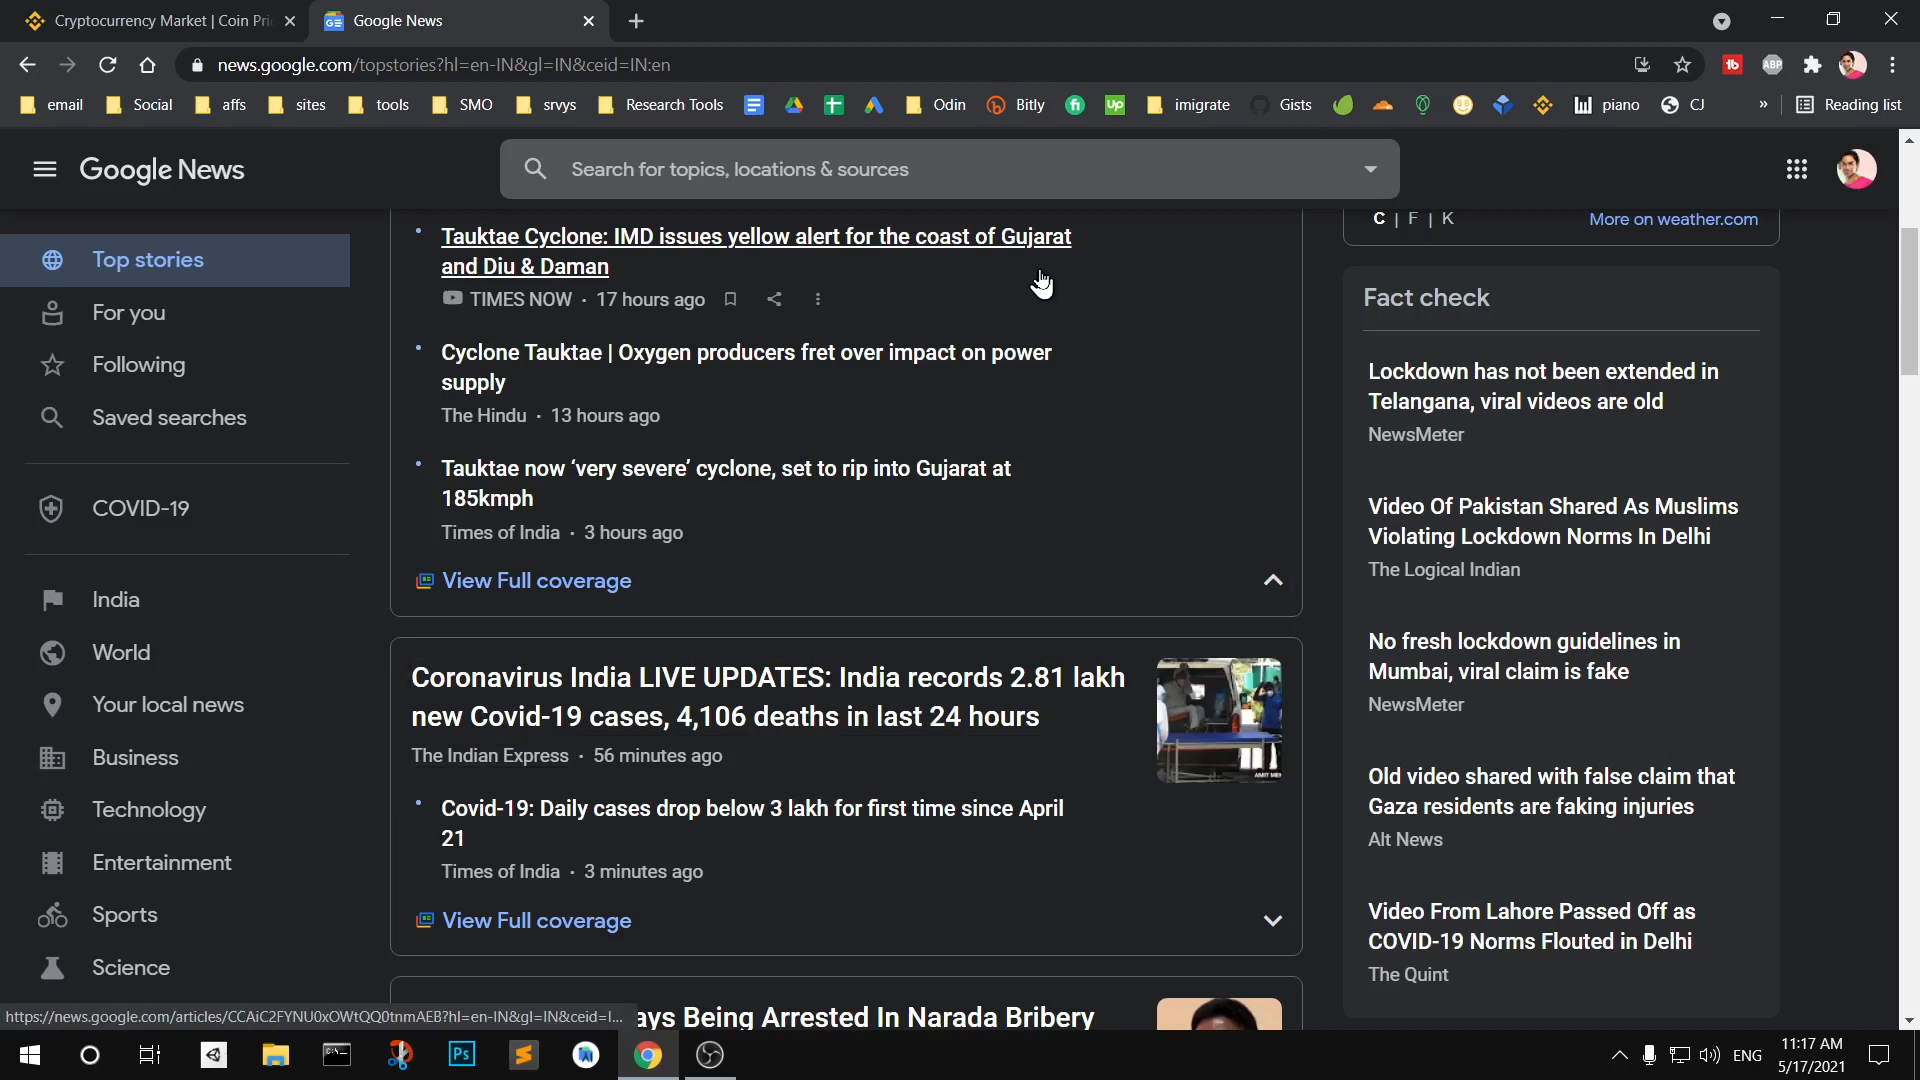 Cryptocurrency Market | Coin Pri
Google News
news.google.com/topstories?hl=en-IN&gl=IN&ceid=IN:en
email
Social
affs
sites
tools
SMO
srvys
Research Tools
Odin
Bitly
imigrate
Gists
piano
CJ
»
Reading list
Google News
Search for topics, locations & sources
Top stories
For you
Following
Saved searches
COVID-19
India
World
Your local news
Business
Technology
Entertainment
Sports
Science
Tauktae Cyclone: IMD issues yellow alert for the coast of Gujarat
and Diu & Daman
TIMES NOW · 17 hours ago
Cyclone Tauktae | Oxygen producers fret over impact on power
supply
The Hindu · 13 hours ago
Tauktae now ‘very severe’ cyclone, set to rip into Gujarat at
185kmph
Times of India · 3 hours ago
View Full coverage
Coronavirus India LIVE UPDATES: India records 2.81 lakh
new Covid-19 cases, 4,106 deaths in last 24 hours
The Indian Express · 56 minutes ago
Covid-19: Daily cases drop below 3 lakh for first time since April
21
Times of India · 3 minutes ago
View Full coverage
ays Being Arrested In Narada Bribery
C | F | K
More on weather.com
Fact check
Lockdown has not been extended in
Telangana, viral videos are old
NewsMeter
Video Of Pakistan Shared As Muslims
Violating Lockdown Norms In Delhi
The Logical Indian
No fresh lockdown guidelines in
Mumbai, viral claim is fake
NewsMeter
Old video shared with false claim that
Gaza residents are faking injuries
Alt News
Video From Lahore Passed Off as
COVID-19 Norms Flouted in Delhi
The Quint
https://news.google.com/articles/CCAiC2FYNU0xOWtQQ0tnmAEB?hl=en-IN&gl=IN&ceid=I...
Ps
ENG
11:17 AM
5/17/2021